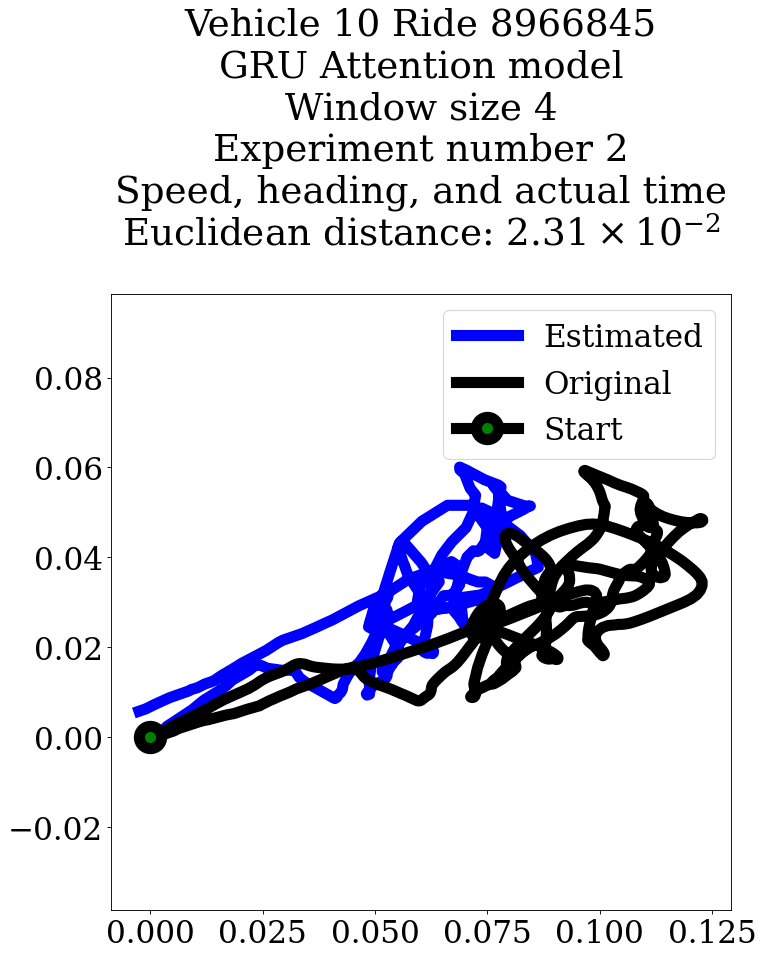 Vehicle 10 Ride 8966845
GRU Attention model
Window size 4
Experiment number 2
Speed, heading, and actual time
Euclidean distance: 2.31 × 10⁻²
Estimated
Original
Start
0.08
0.06
0.04
0.02
0.00
−0.02
0.000 0.025 0.050 0.075 0.100 0.125